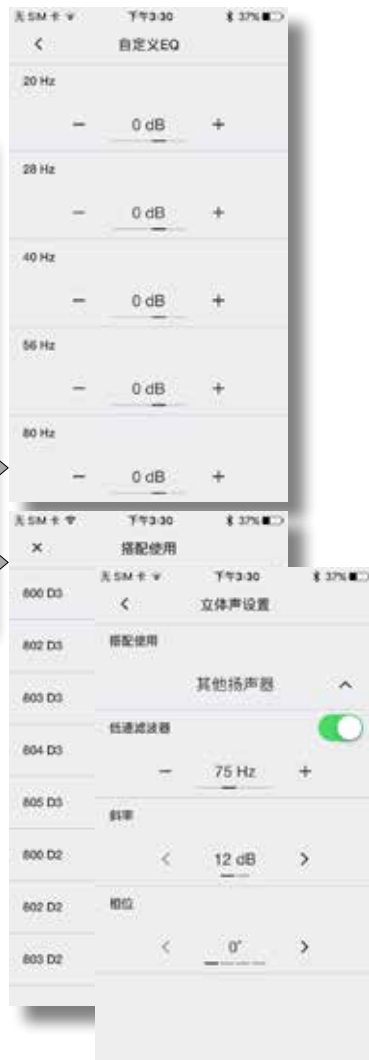 无SIM卡 下午3:30 37%
自定义EQ
20 Hz
− 0 dB +
28 Hz
− 0 dB +
40 Hz
− 0 dB +
56 Hz
− 0 dB +
80 Hz
− 0 dB +
无SIM卡 下午3:30 37%
× 搭配使用
800 D3
802 D3
803 D3
804 D3
805 D3
800 D2
802 D2
803 D2
无SIM卡 下午3:30 37%
立体声设置
搭配使用
其他扬声器
低通滤波器
− 75 Hz +
斜率
< 12 dB >
相位
< 0° >